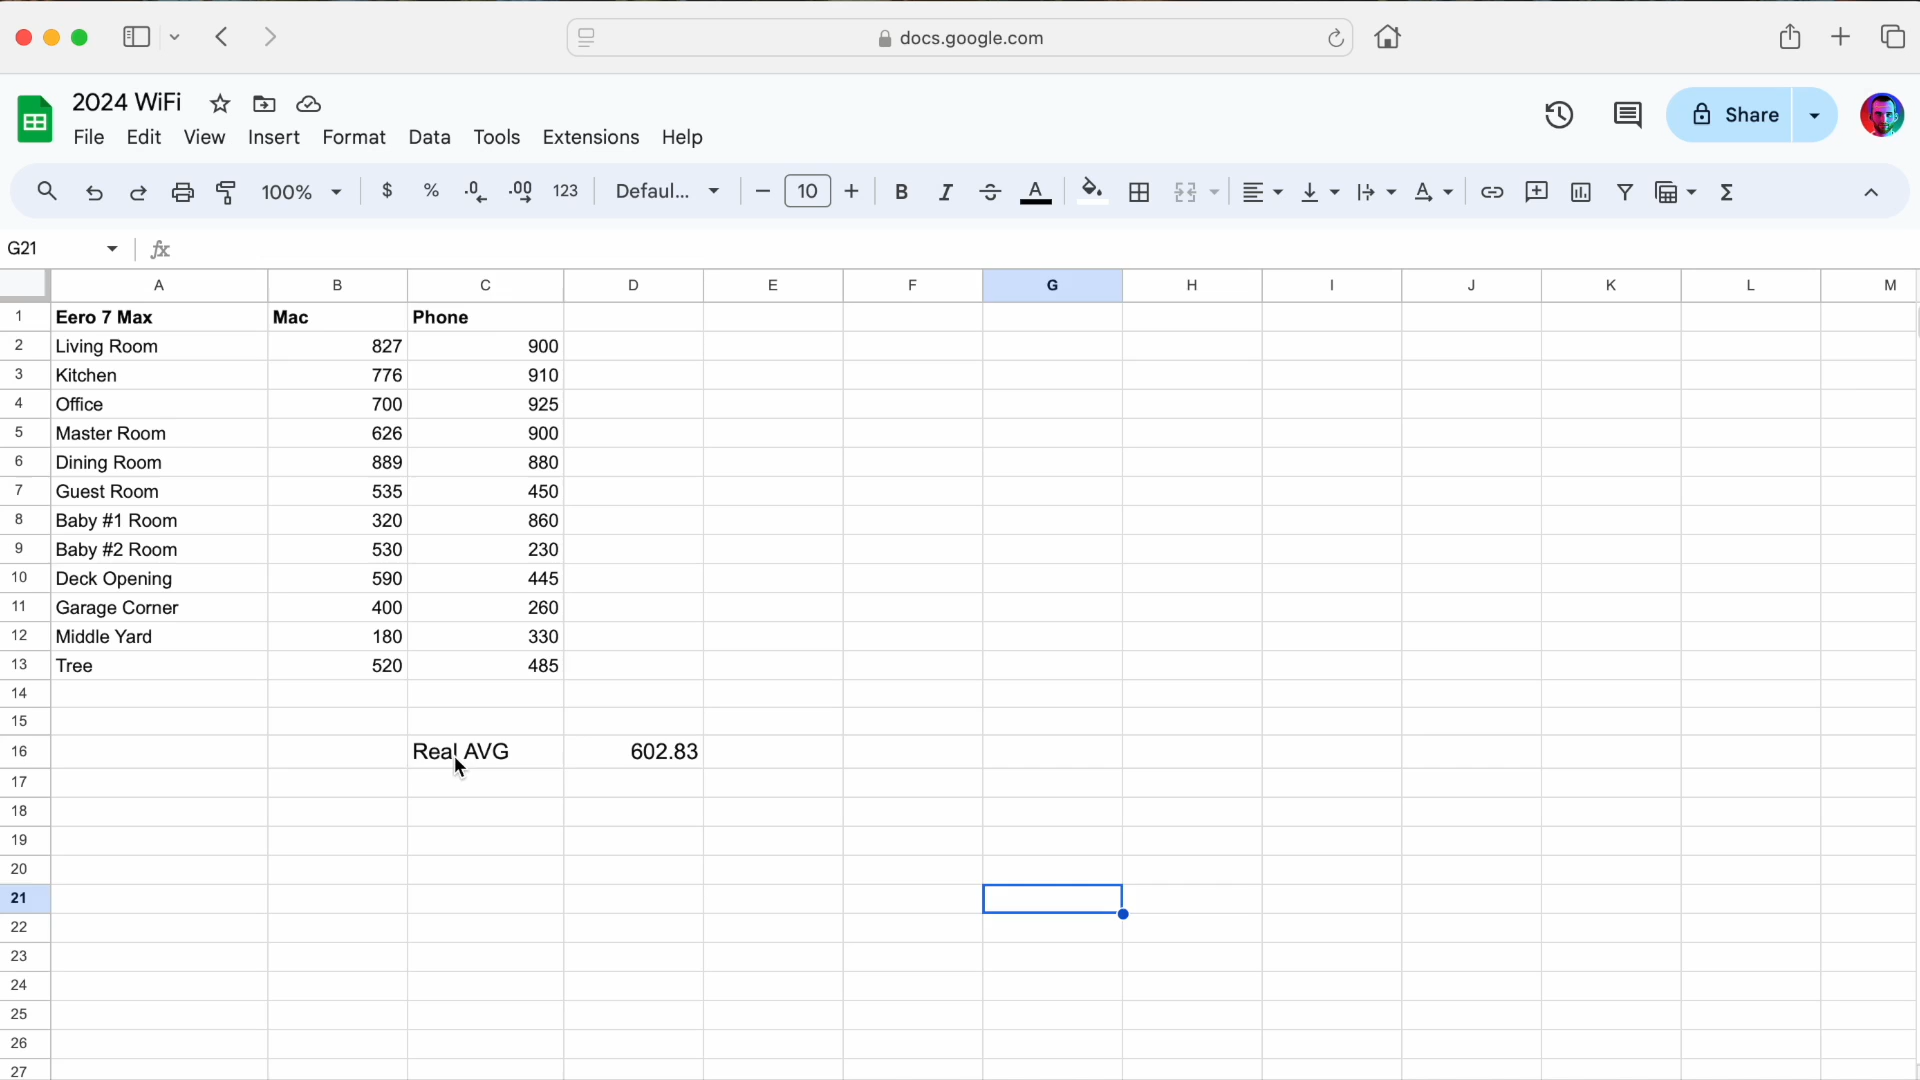 docs.google.com
2024 WiFi
File Edit View Insert Format Data Tools Extensions Help
Share
100% $ % .0 .00 123 Defaul... 10 B I S A A Σ
G21 fx
A B C D E F G H I J K L M
1 Eero 7 Max Mac Phone
2 Living Room 827 900
3 Kitchen 776 910
4 Office 700 925
5 Master Room 626 900
6 Dining Room 889 880
7 Guest Room 535 450
8 Baby #1 Room 320 860
9 Baby #2 Room 530 230
10 Deck Opening 590 445
11 Garage Corner 400 260
12 Middle Yard 180 330
13 Tree 520 485
14
15
16 Real AVG 602.83
17
18
19
20
21
22
23
24
25
26
27